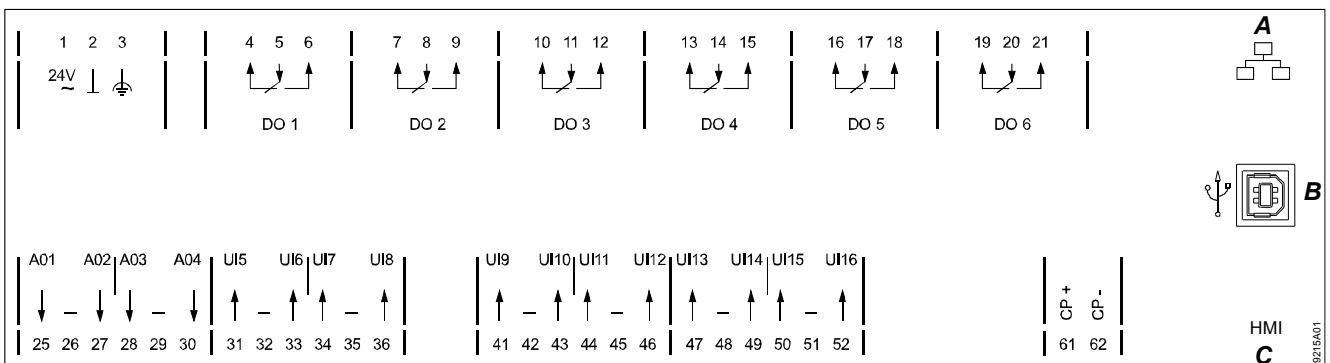 1 2 3 4 5 6 7 8 9 10 11 12 13 14 15 16 17 18 19 20 21 A
24V
~
DO 1 DO 2 DO 3 DO 4 DO 5 DO 6
B
A01 A02 A03 A04 UI5 UI6 UI7 UI8 UI9 UI10 UI11 UI12 UI13 UI14 UI15 UI16
CP+ CP-
25 26 27 28 29 30 31 32 33 34 35 36 41 42 43 44 45 46 47 48 49 50 51 52 61 62
HMI
C
9215A01